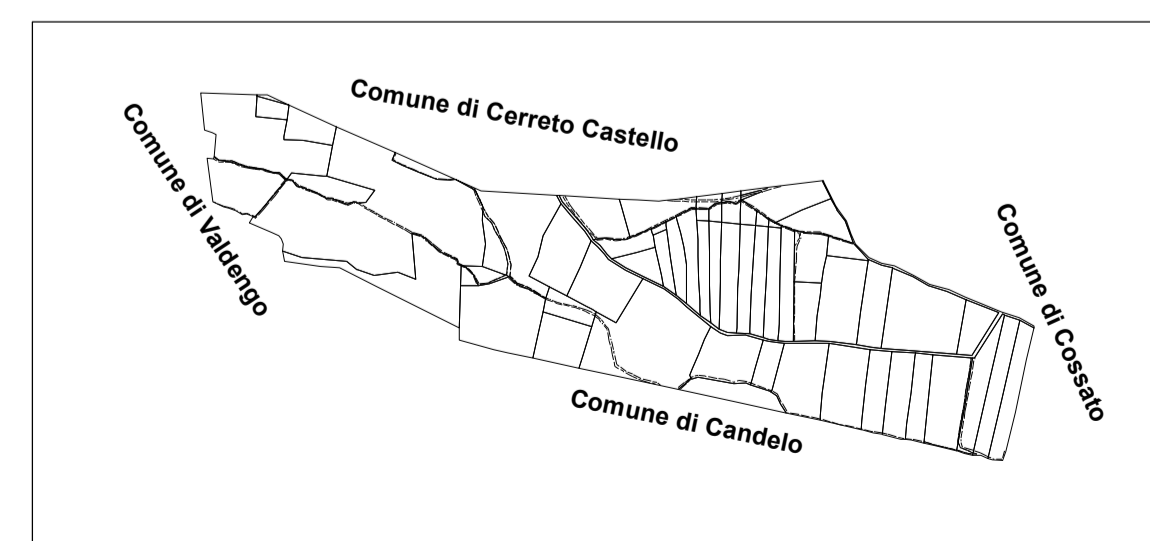 Comune di Cerreto Castello
Comune di Valdengo
Comune di Cossato
Comune di Candelo